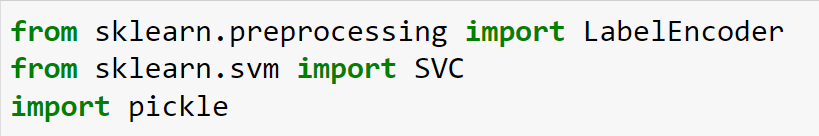 from sklearn.preprocessing import LabelEncoder
from sklearn.svm import SVC
import pickle